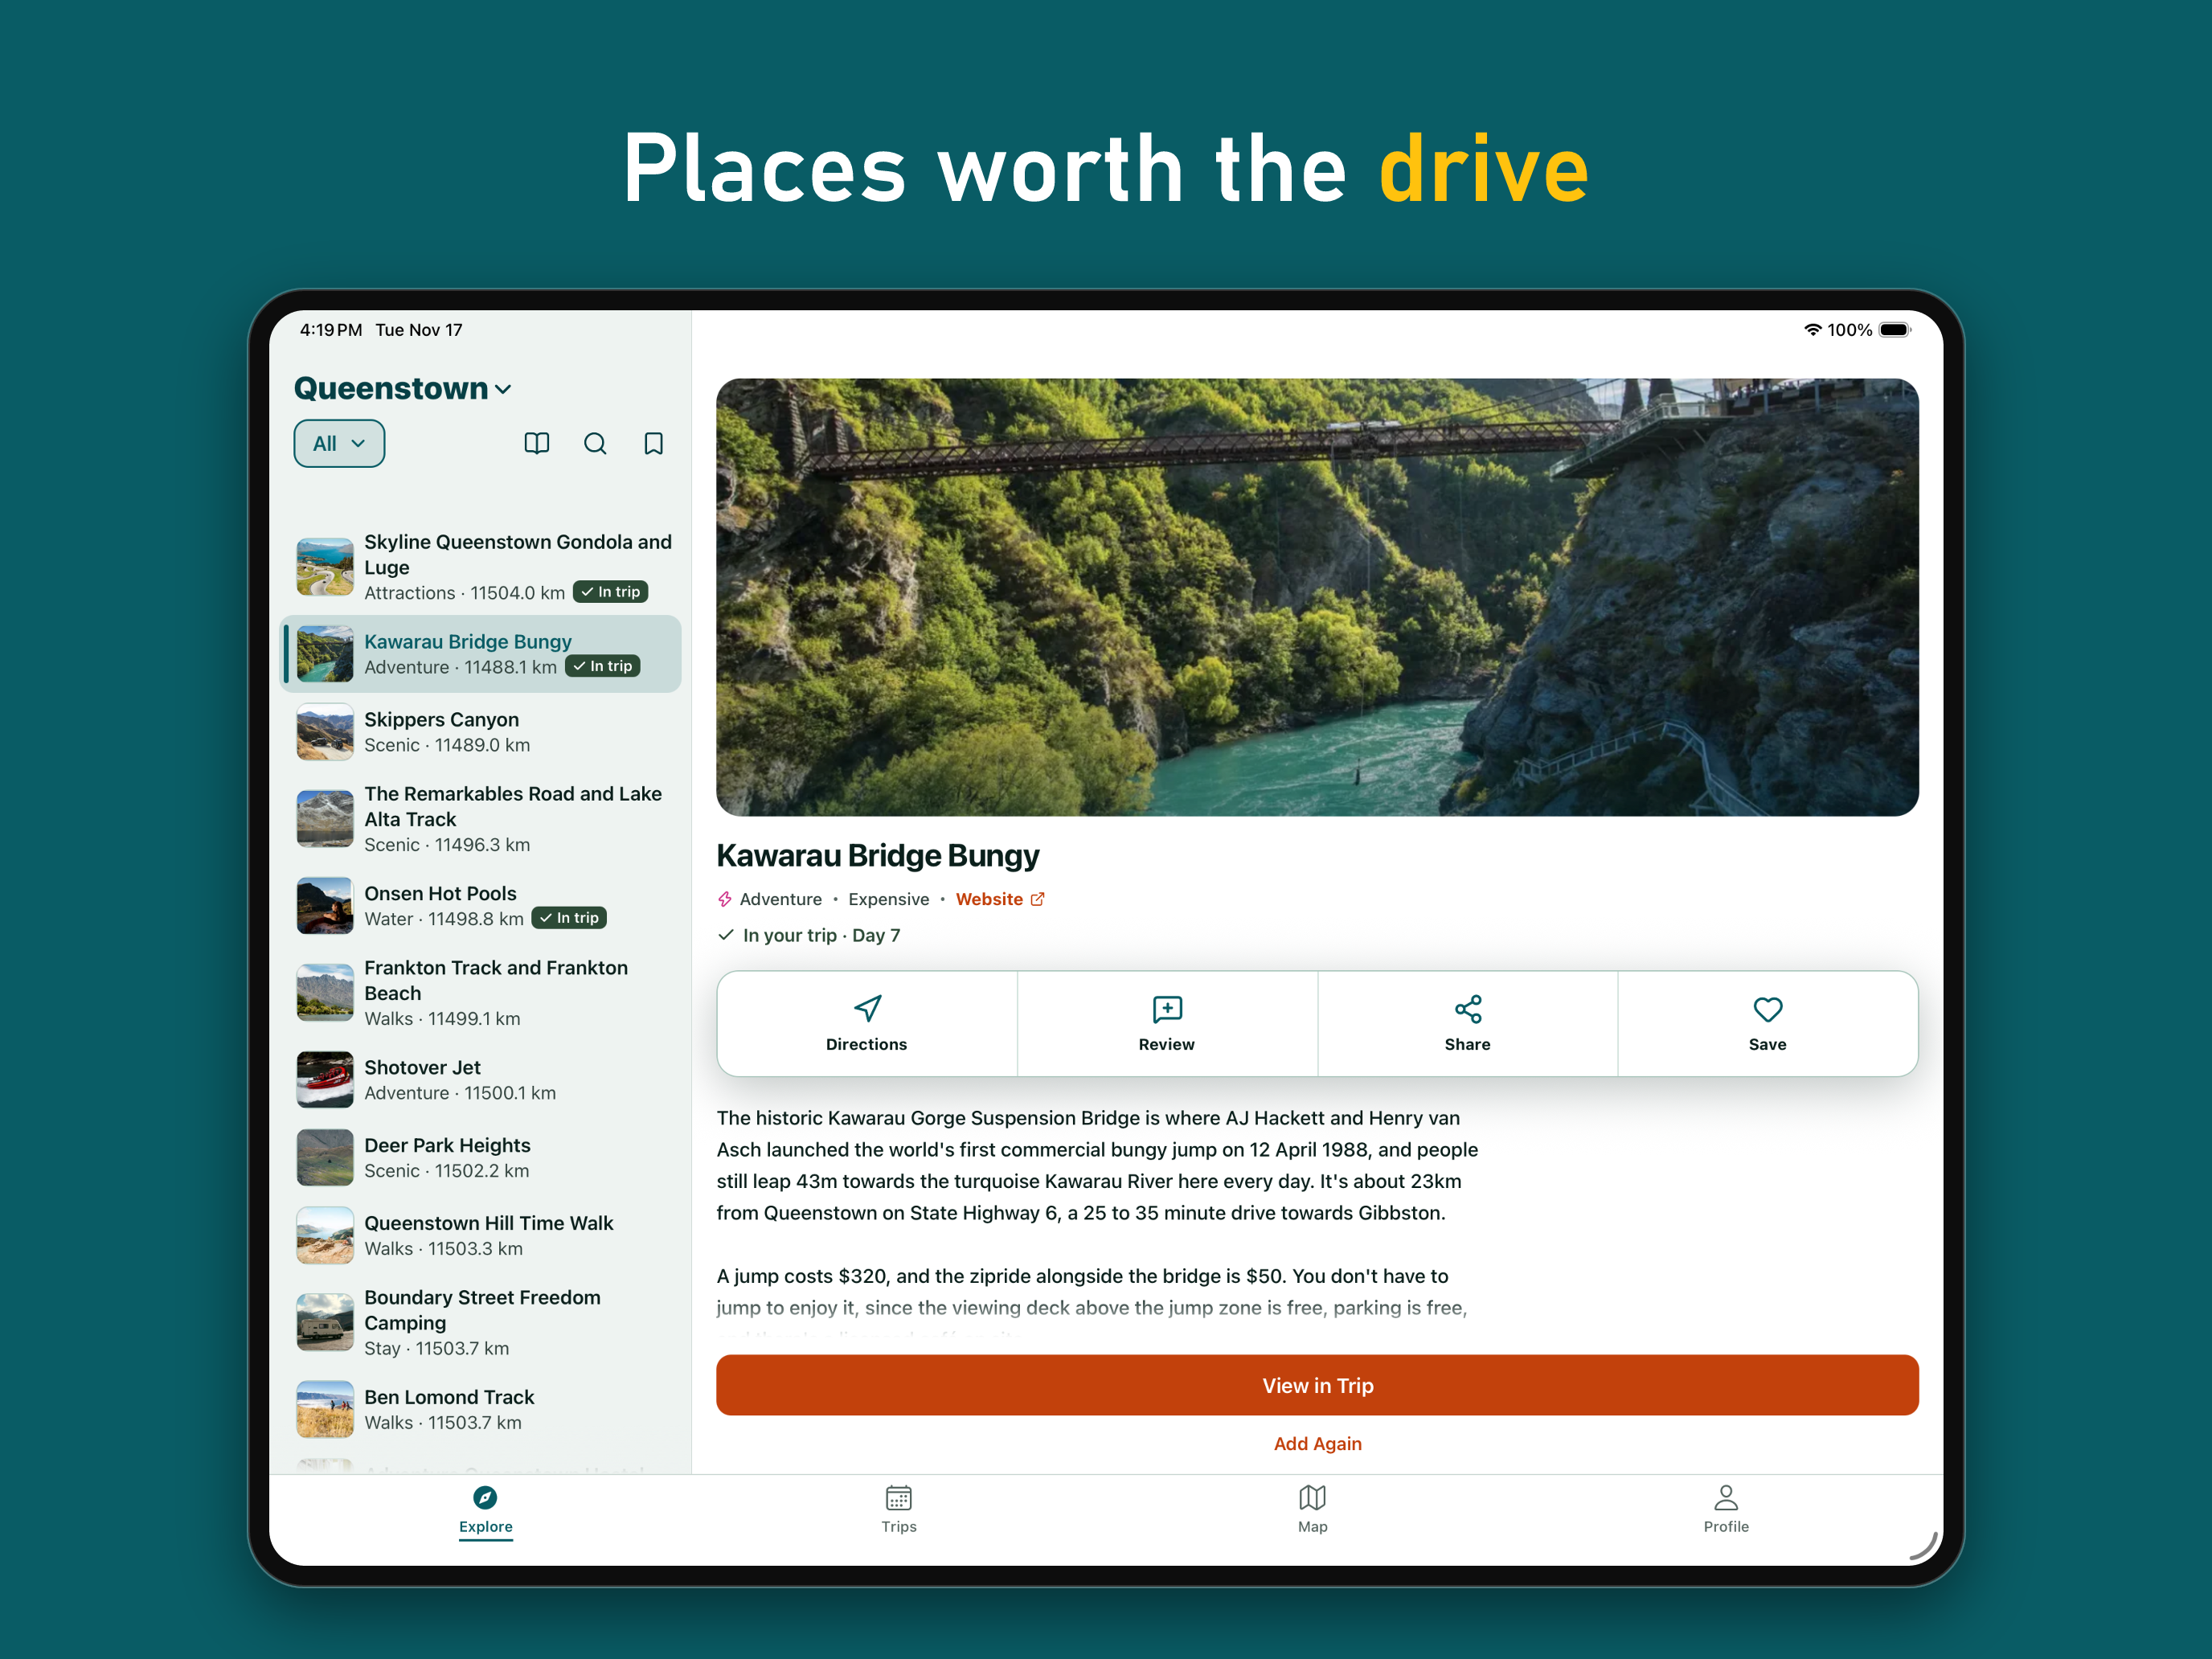 Places worth the drive
4:19 PM Tue Nov 17
100%
Queenstown
All
Skyline Queenstown Gondola and
Luge
Attractions · 11504.0 km In trip
Kawarau Bridge Bungy
Adventure · 11488.1 km In trip
Skippers Canyon
Scenic · 11489.0 km
The Remarkables Road and Lake
Alta Track
Scenic · 11496.3 km
Onsen Hot Pools
Water · 11498.8 km In trip
Frankton Track and Frankton
Beach
Walks · 11499.1 km
Shotover Jet
Adventure · 11500.1 km
Deer Park Heights
Scenic · 11502.2 km
Queenstown Hill Time Walk
Walks · 11503.3 km
Boundary Street Freedom
Camping
Stay · 11503.7 km
Ben Lomond Track
Walks · 11503.7 km
Kawarau Bridge Bungy
Adventure • Expensive • Website
In your trip · Day 7
Directions
Review
Share
Save
The historic Kawarau Gorge Suspension Bridge is where AJ Hackett and Henry van
Asch launched the world's first commercial bungy jump on 12 April 1988, and people
still leap 43m towards the turquoise Kawarau River here every day. It's about 23km
from Queenstown on State Highway 6, a 25 to 35 minute drive towards Gibbston.
A jump costs $320, and the zipride alongside the bridge is $50. You don't have to
jump to enjoy it, since the viewing deck above the jump zone is free, parking is free,
View in Trip
Add Again
Explore
Trips
Map
Profile